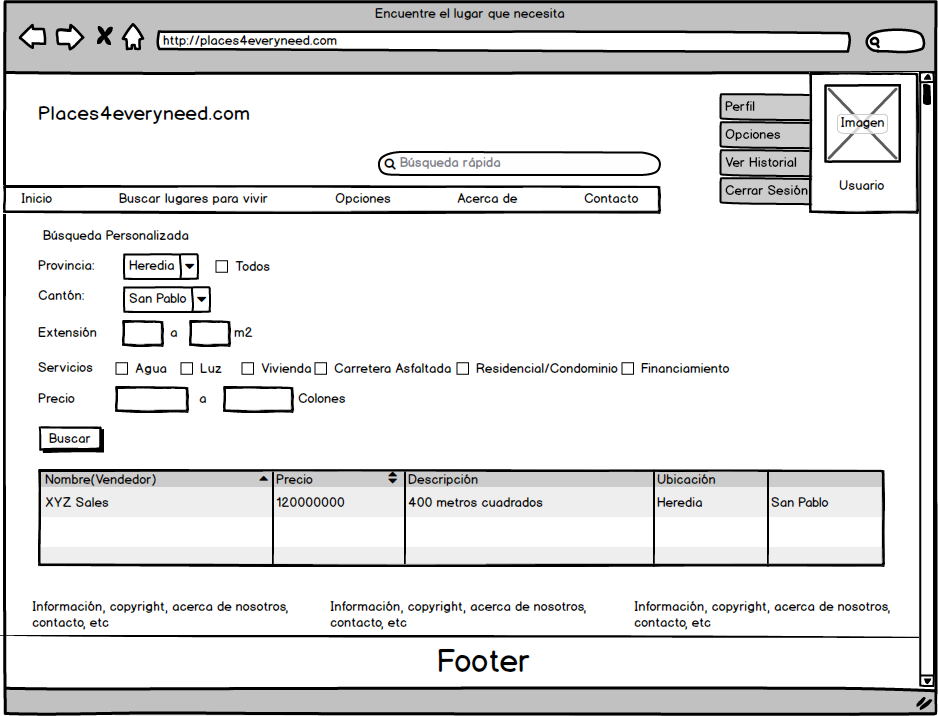 Encuentre el lugar que necesita
http://places4everyneed.com
Places4everyneed.com
Búsqueda rápida
Perfil
Opciones
Ver Historial
Cerrar Sesión
Imagen
Usuario
Inicio Buscar lugares para vivir Opciones Acerca de Contacto
Búsqueda Personalizada
Provincia: Heredia Todos
Cantón: San Pablo
Extensión a m2
Servicios Agua Luz Vivienda Carretera Asfaltada Residencial/Condominio Financiamiento
Precio a Colones
Buscar
Nombre(Vendedor) Precio Descripción Ubicación
XYZ Sales 120000000 400 metros cuadrados Heredia San Pablo
Información, copyright, acerca de nosotros,
contacto, etc
Información, copyright, acerca de nosotros,
contacto, etc
Información, copyright, acerca de nosotros,
contacto, etc
Footer